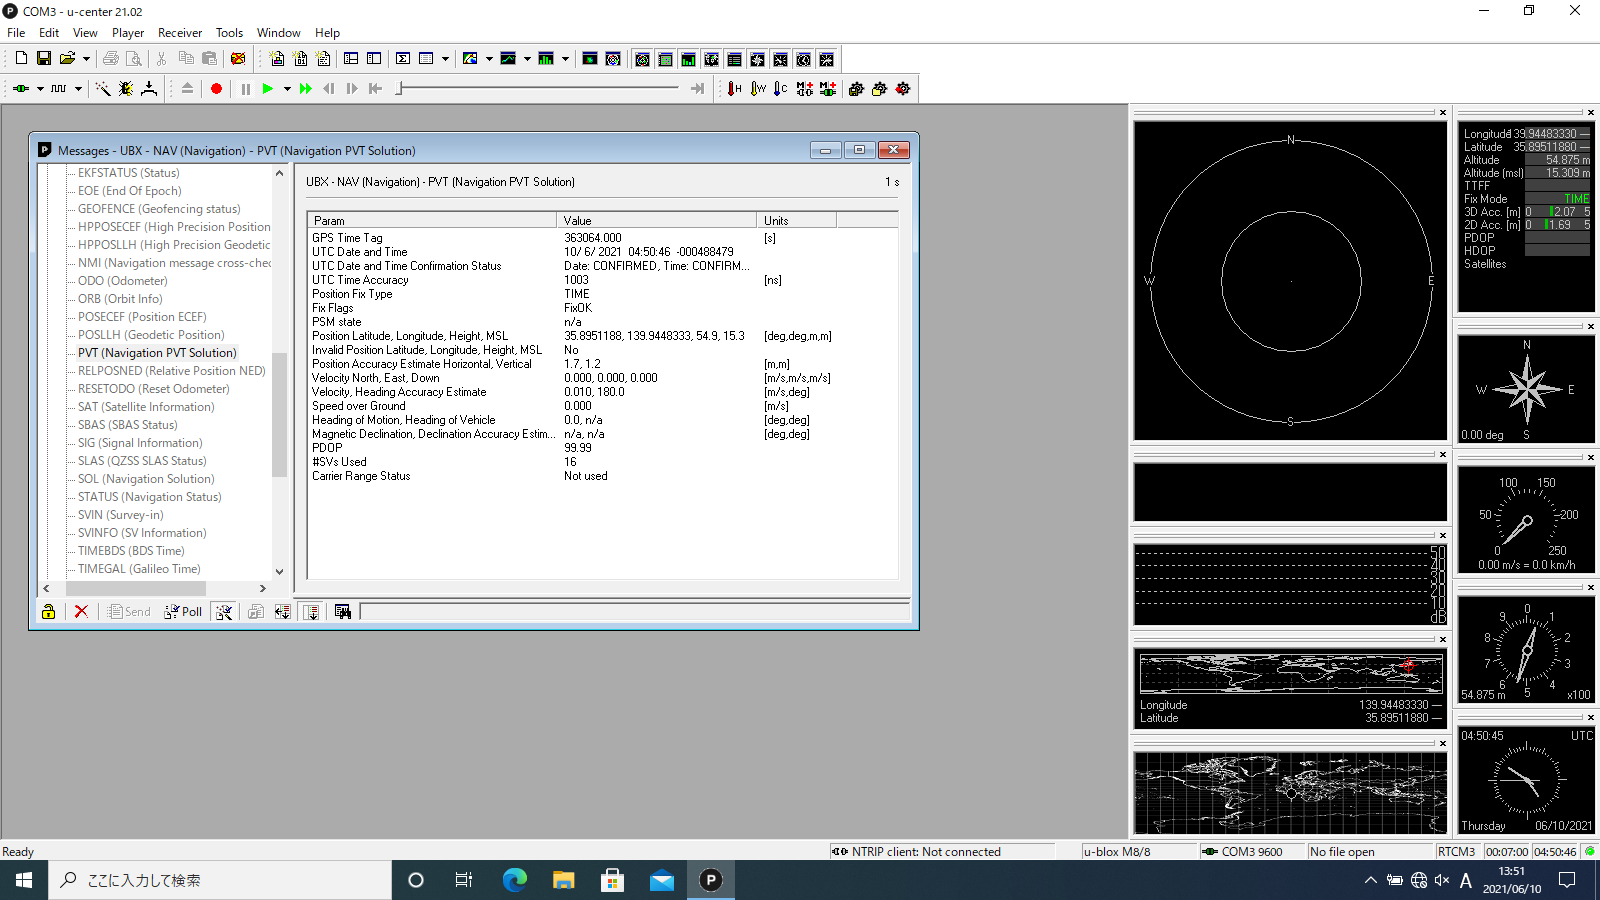 COM3 - u-center 21.02
File Edit View Player Receiver Tools Window Help
Messages - UBX - NAV (Navigation) - PVT (Navigation PVT Solution)
EKFSTATUS (Status)
EOE (End Of Epoch)
GEOFENCE (Geofencing status)
HPPOSECEF (High Precision Position
HPPOSLLH (High Precision Geodetic
NMI (Navigation message cross-chec
ODO (Odometer)
ORB (Orbit Info)
POSECEF (Position ECEF)
POSLLH (Geodetic Position)
PVT (Navigation PVT Solution)
RELPOSNED (Relative Position NED)
RESETODO (Reset Odometer)
SAT (Satellite Information)
SBAS (SBAS Status)
SIG (Signal Information)
SLAS (QZSS SLAS Status)
SOL (Navigation Solution)
STATUS (Navigation Status)
SVIN (Survey-in)
SVINFO (SV Information)
TIMEBDS (BDS Time)
TIMEGAL (Galileo Time)
UBX - NAV (Navigation) - PVT (Navigation PVT Solution) 1 s
Param Value Units
GPS Time Tag 363064.000 [s]
UTC Date and Time 10/ 6/ 2021 04:50:46 -000488479
UTC Date and Time Confirmation Status Date: CONFIRMED, Time: CONFIRM...
UTC Time Accuracy 1003 [ns]
Position Fix Type TIME
Fix Flags FixOK
PSM state n/a
Position Latitude, Longitude, Height, MSL 35.8951188, 139.9448333, 54.9, 15.3 [deg,deg,m,m]
Invalid Position Latitude, Longitude, Height, MSL No
Position Accuracy Estimate Horizontal, Vertical 1.7, 1.2 [m,m]
Velocity North, East, Down 0.000, 0.000, 0.000 [m/s,m/s,m/s]
Velocity, Heading Accuracy Estimate 0.010, 180.0 [m/s,deg]
Speed over Ground 0.000 [m/s]
Heading of Motion, Heading of Vehicle 0.0, n/a [deg,deg]
Magnetic Declination, Declination Accuracy Estim... n/a, n/a [deg,deg]
PDOP 99.99
#SVs Used 16
Carrier Range Status Not used
Send Poll
N
W E
S
50
40
30
20
10
dB
Longitude 139.94483330 —
Latitude 35.89511880 —
Longitude 139.94483330 —
Latitude 35.89511880 —
Altitude 54.875 m
Altitude (msl) 15.309 m
TTFF
Fix Mode TIME
3D Acc. [m] 0 2.07 5
2D Acc. [m] 0 1.69 5
PDOP
HDOP
Satellites
N
W E
0.00 deg S
100 150
50 200
0 250
0.00 m/s = 0.0 km/h
0
9 1
8 2
7 3
6 5 4
54.875 m x100
04:50:45 UTC
Thursday 06/10/2021
Ready NTRIP client: Not connected u-blox M8/8 COM3 9600 No file open RTCM3 00:07:00 04:50:46
ここに入力して検索 A 13:51
2021/06/10